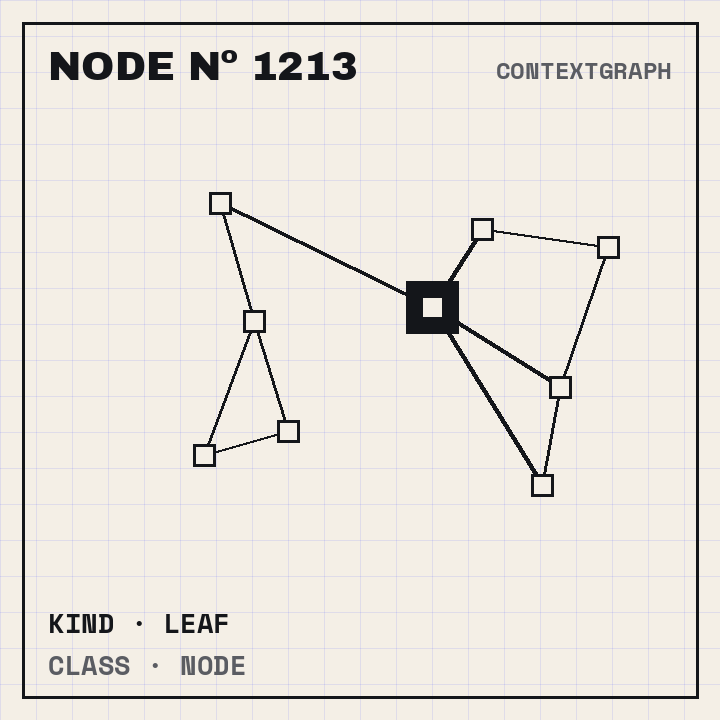 NODE Nº 1213
CONTEXTGRAPH
KIND · LEAF
CLASS · NODE